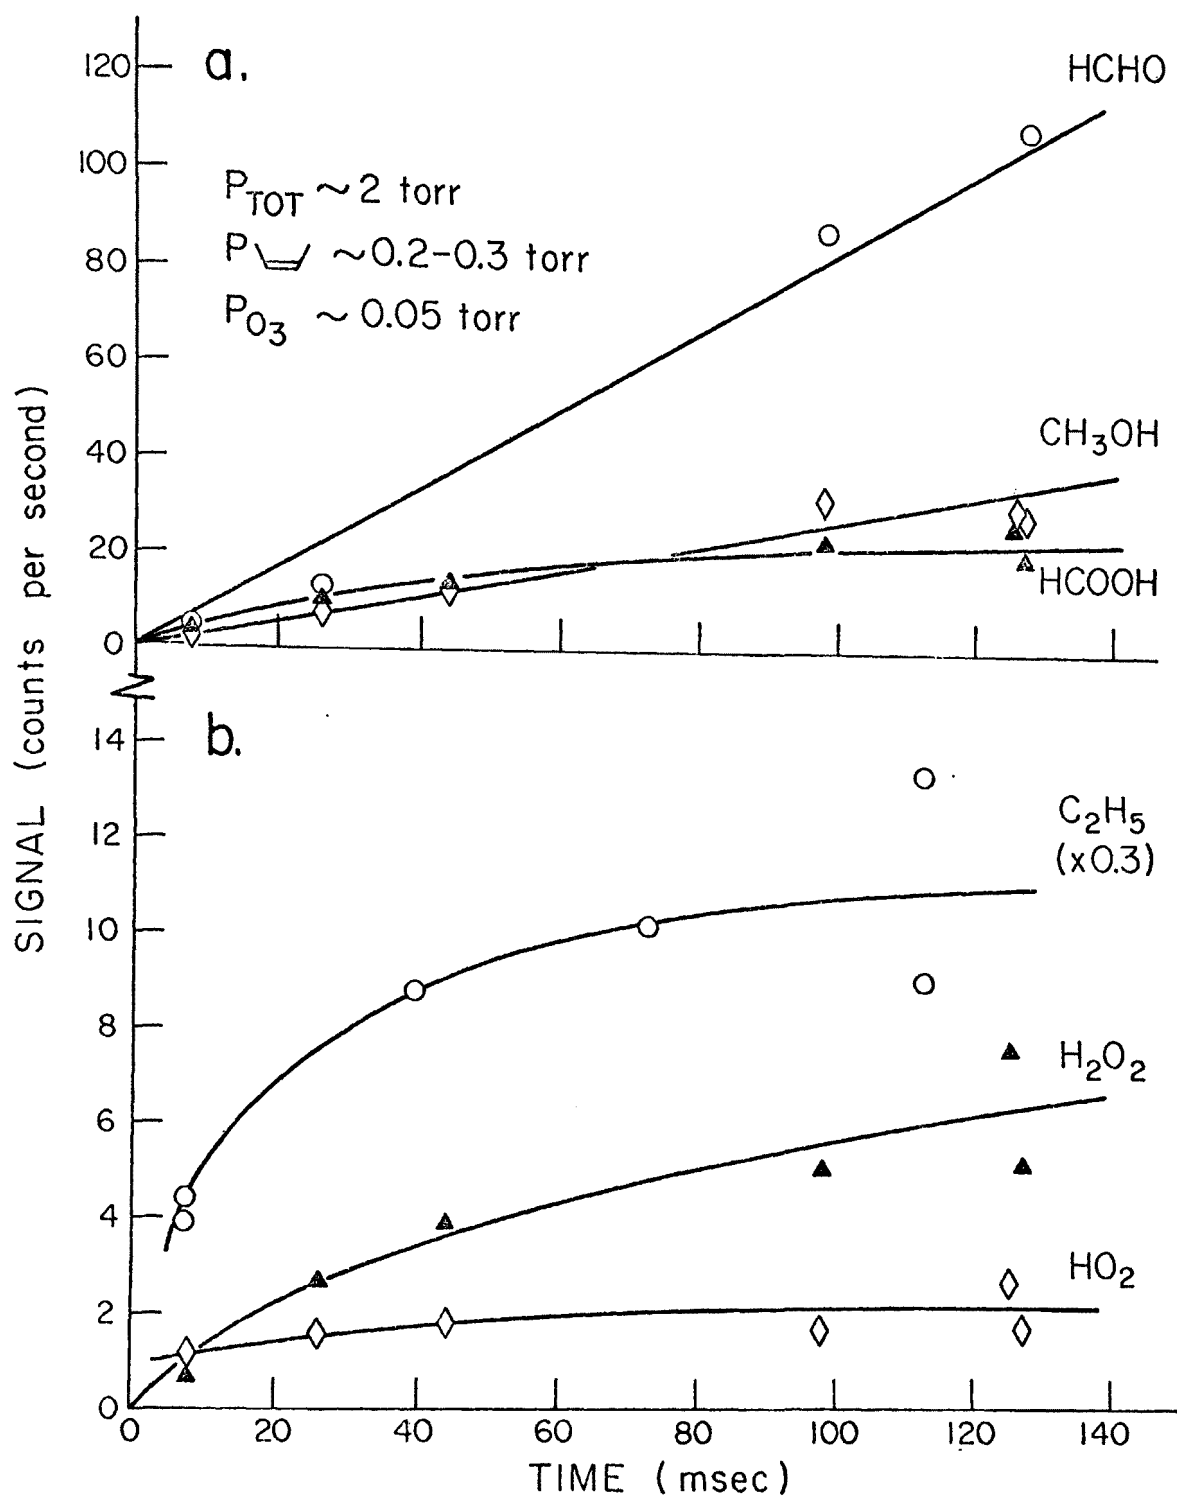 a.
120
100
80
60
40
20
0
HCHO
P_TOT ~ 2 torr
P ~0.2-0.3 torr
P_O3 ~ 0.05 torr
CH3OH
HCOOH
SIGNAL (counts per second)
b.
14
12
10
8
6
4
2
0
C2H5
(x0.3)
H2O2
HO2
0 20 40 60 80 100 120 140
TIME (msec)